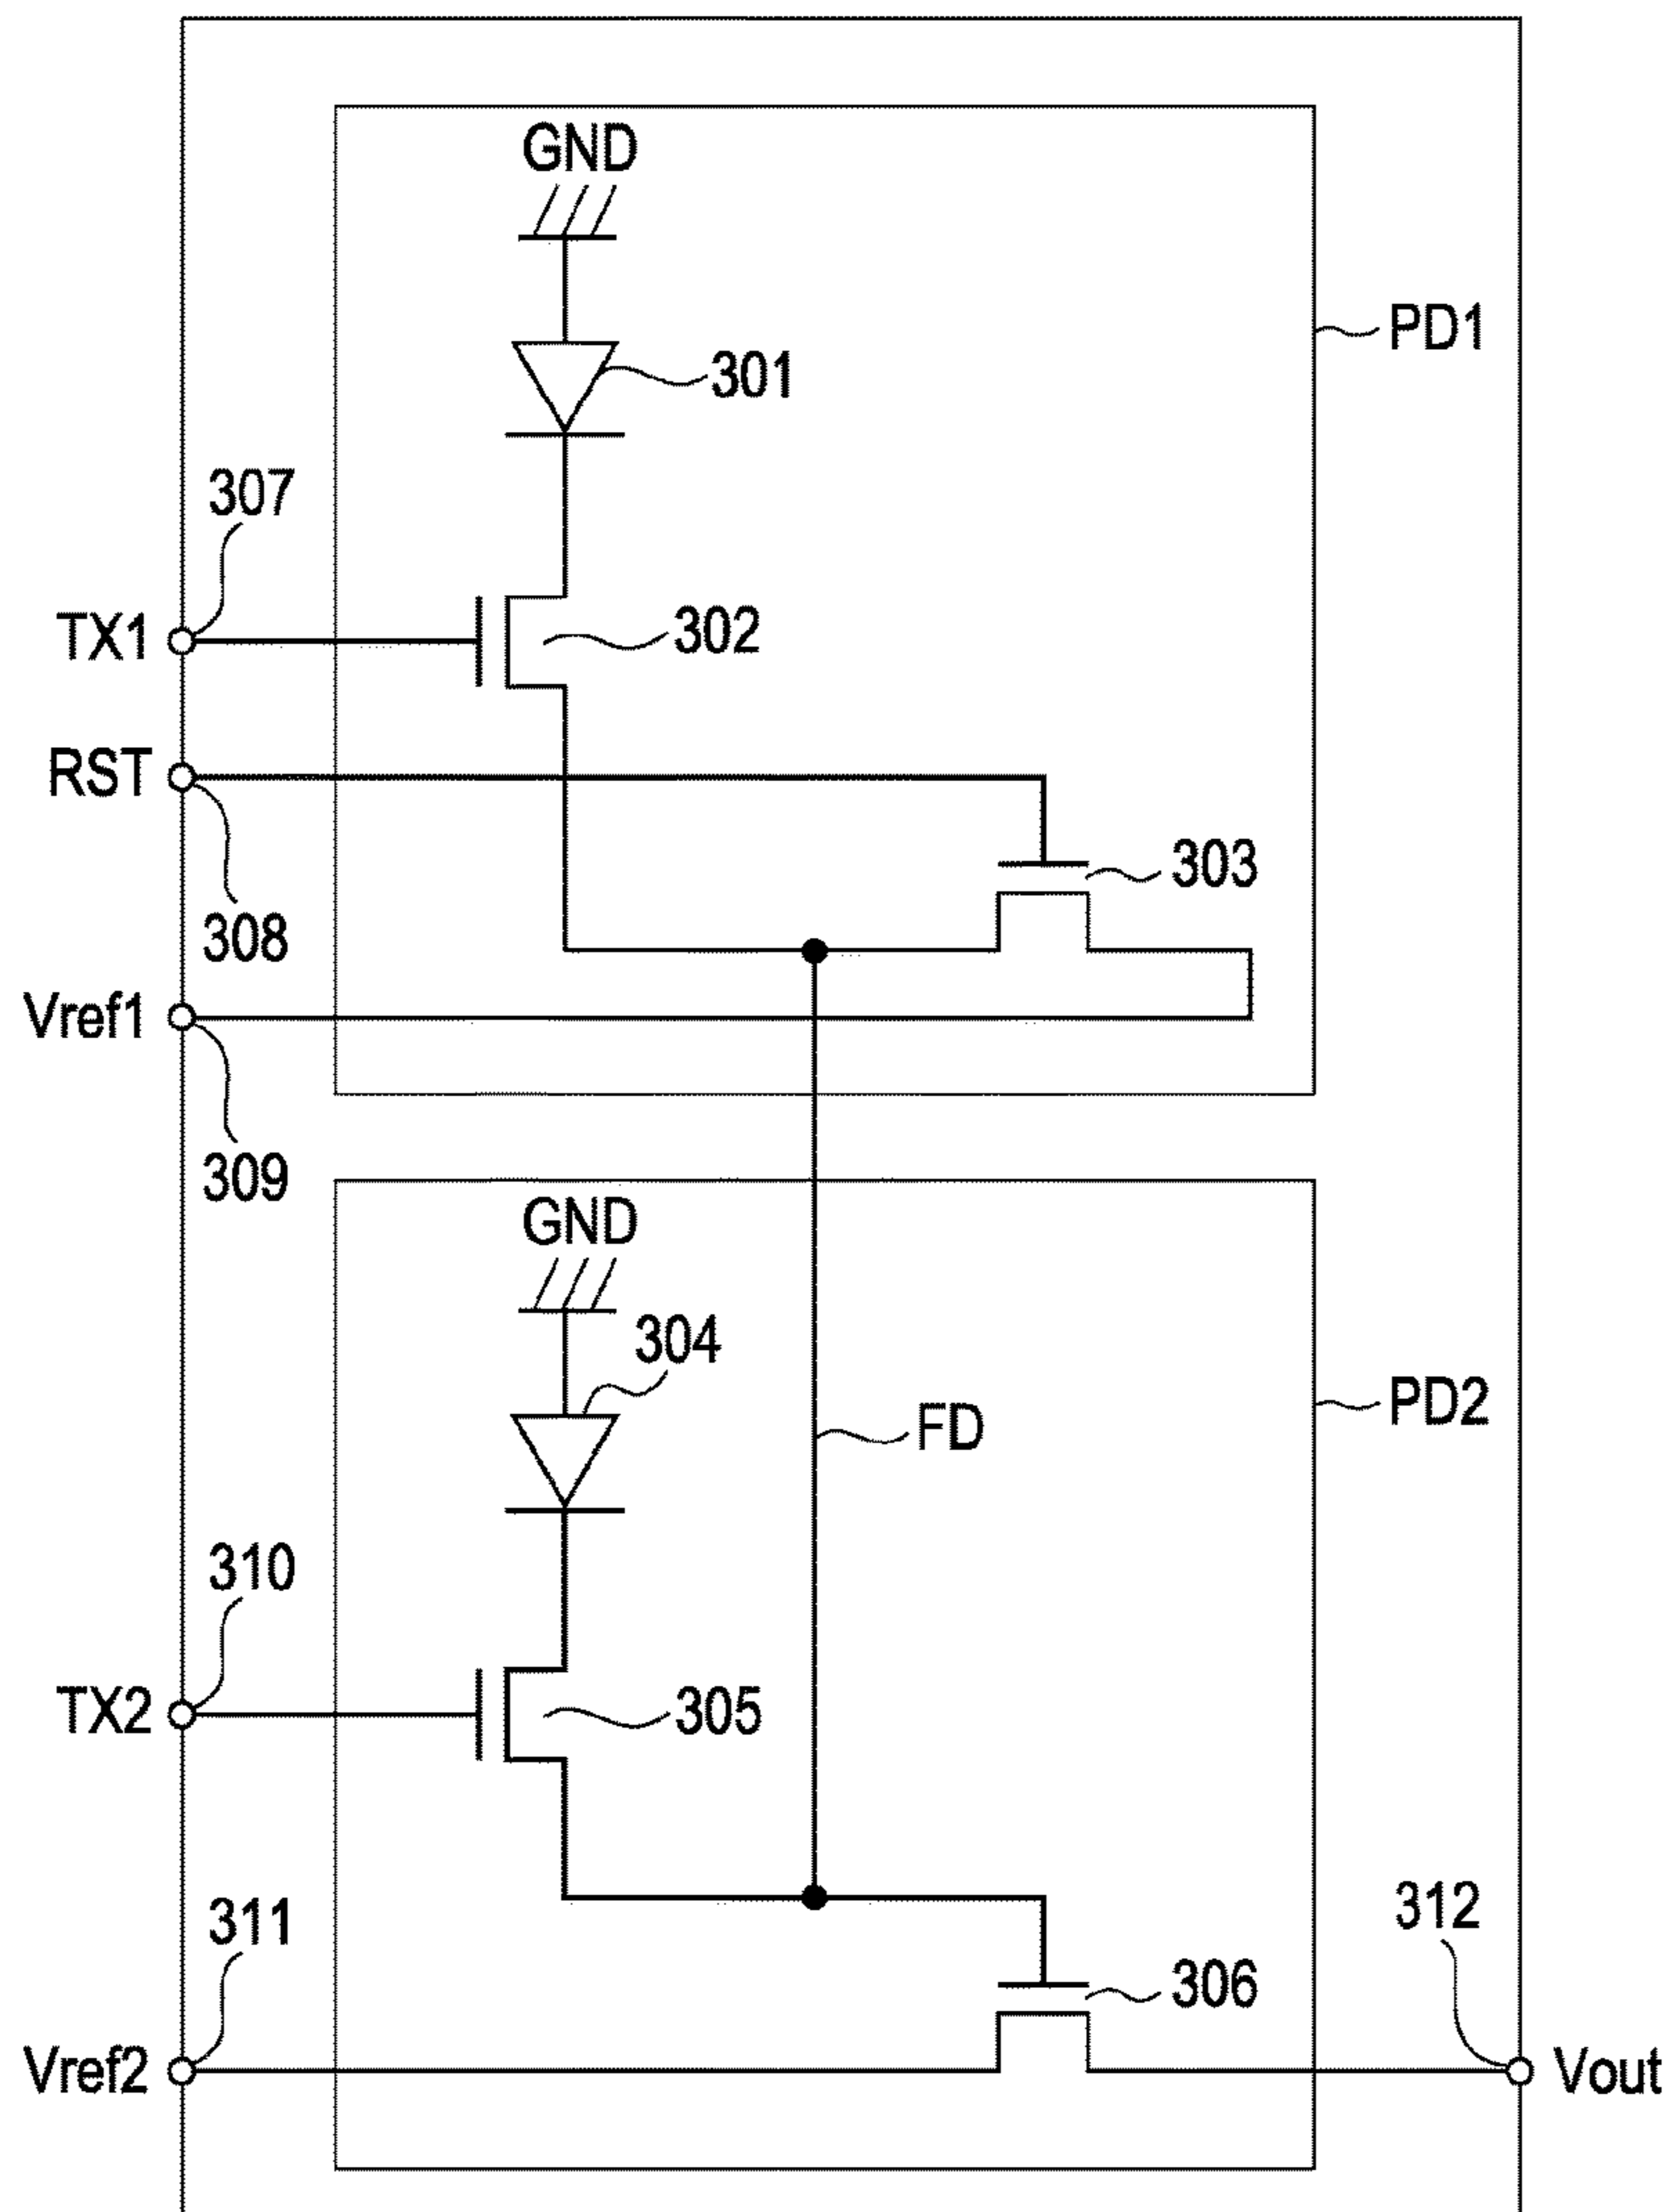 GND
PD1
301
307
TX1
302
RST
303
308
Vref1
309
GND
304
PD2
FD
310
TX2
305
311
312
306
Vref2
Vout